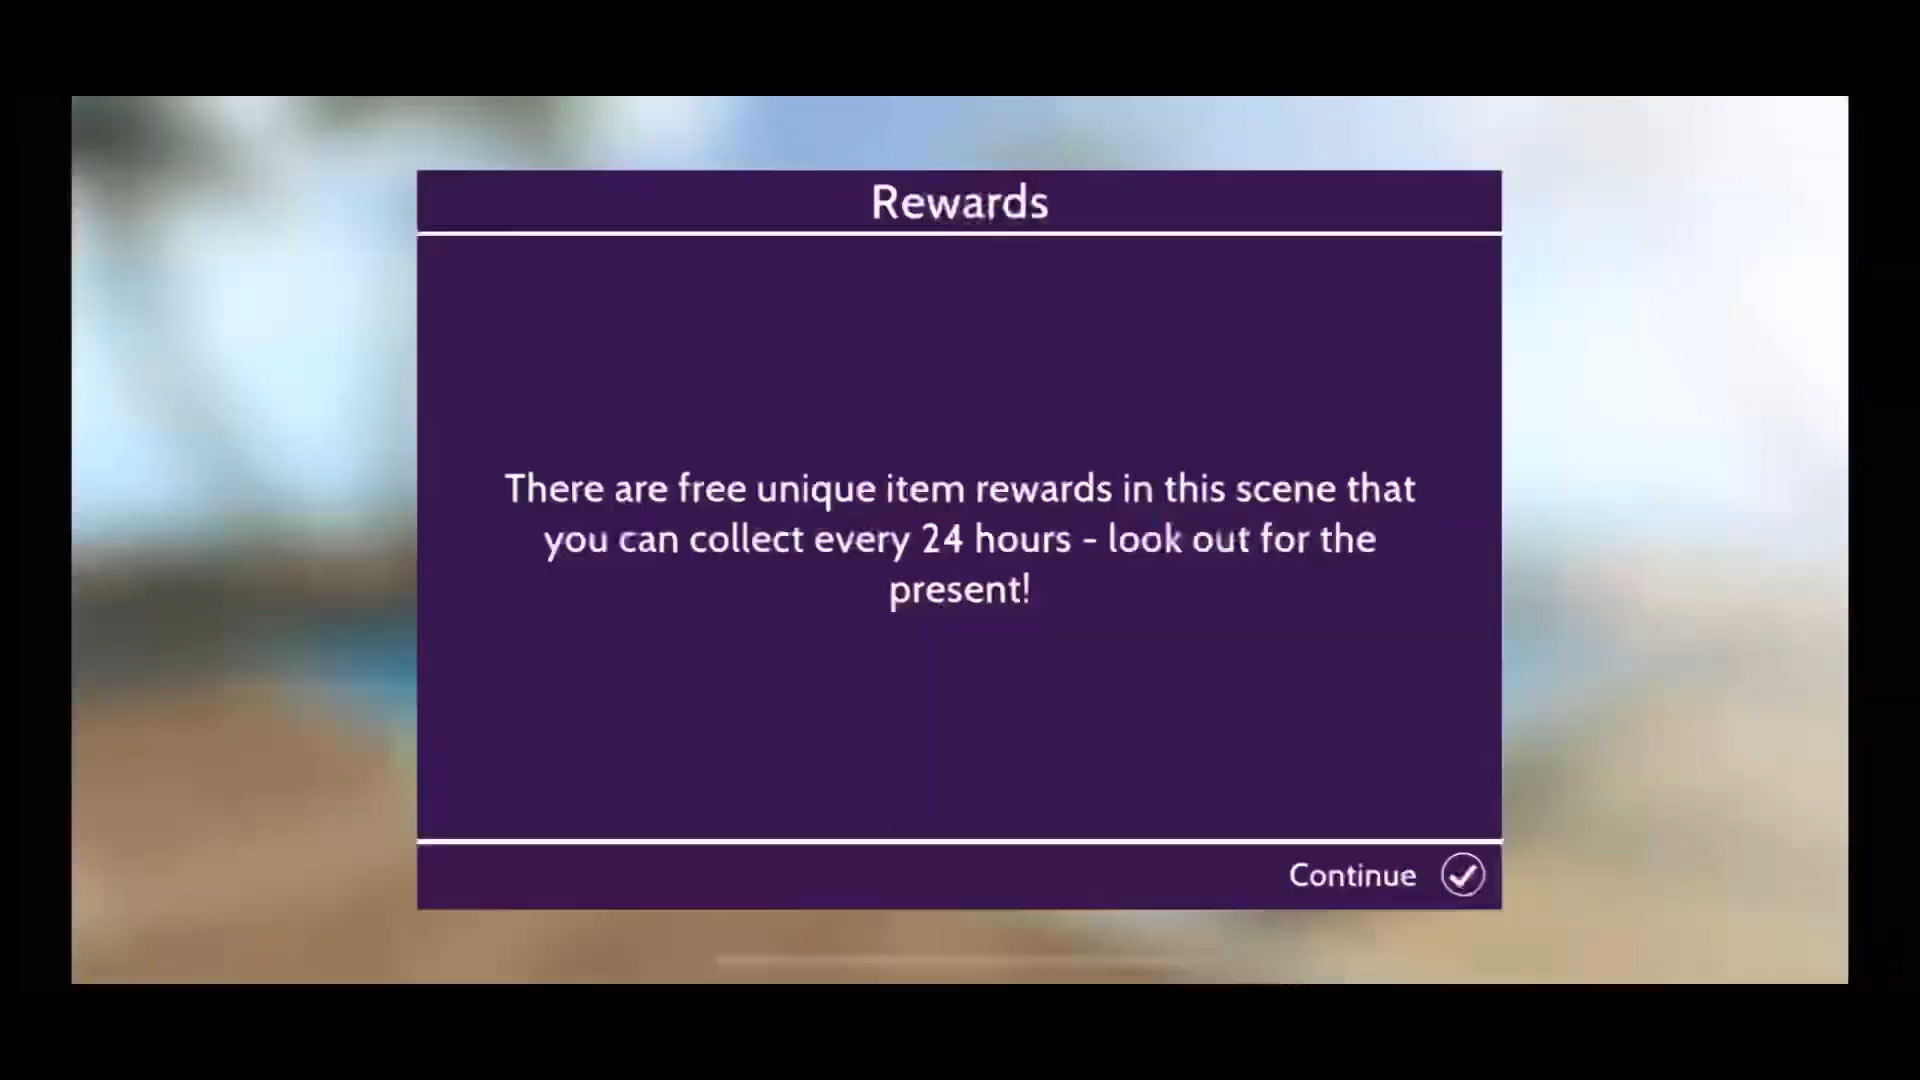 Rewards
There are free unique item rewards in this scene that
you can collect every 24 hours - look out for the
present!
Continue